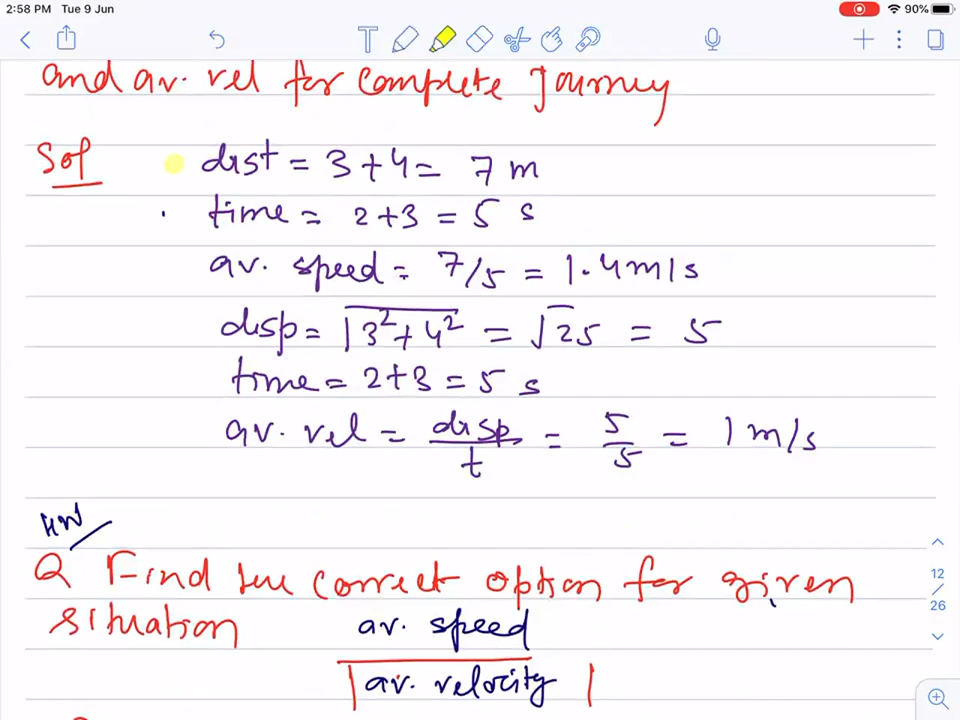 2:58 PM Tue 9 Jun 90%
and av. vel for complete Journey
Sol dist = 3+4 = 7 m
time = 2+3 = 5 s
av. speed = 7/5 = 1.4 m/s
disp = √3²+4² = √25 = 5
time = 2+3 = 5 s
av. vel = disp/t = 5/5 = 1 m/s
HW
Q Find the correct option for given
situation av. speed
|av. velocity|
12
/
26